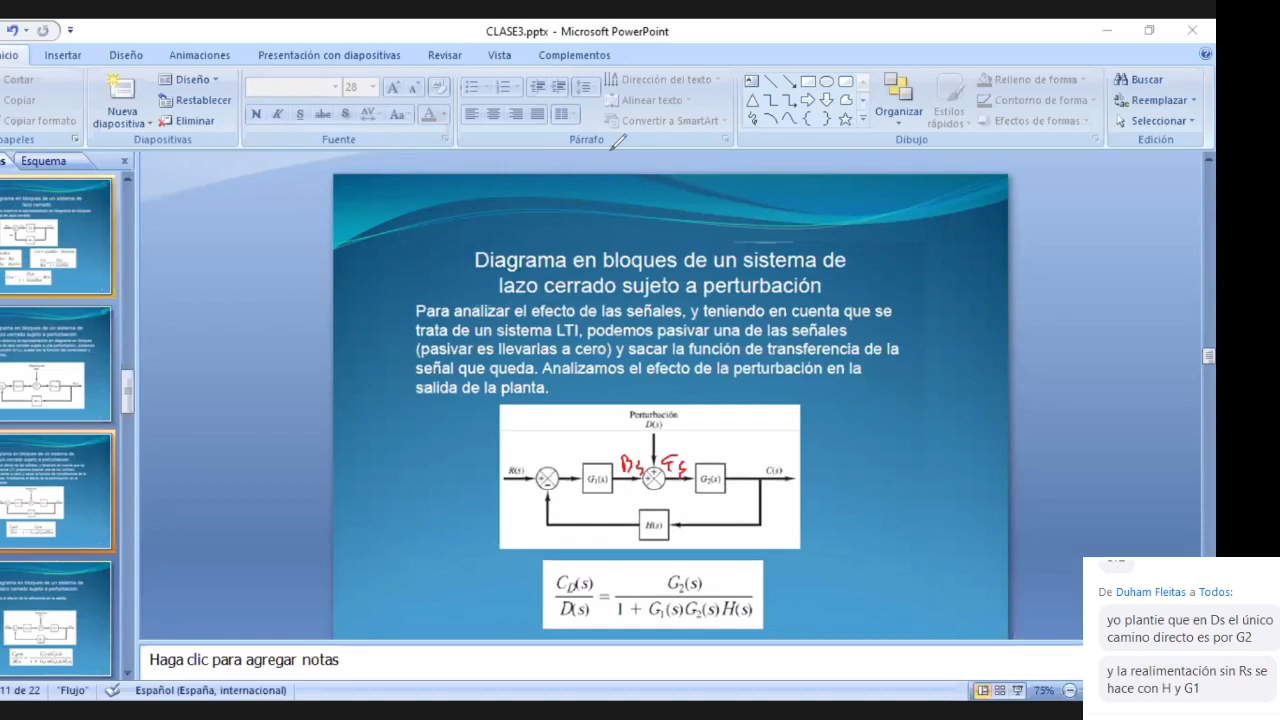 CLASE3.pptx - Microsoft PowerPoint
icio Insertar Diseño Animaciones Presentación con diapositivas Revisar Vista Complementos
Cortar
Copiar
Copiar formato
apeles
Nueva diapositiva
Diseño
Restablecer
Eliminar
Diapositivas
28
N K S abe S AV Aa A
Fuente
Dirección del texto
Alinear texto
Convertir a SmartArt
Párrafo
Organizar
Estilos rápidos
Relleno de forma
Contorno de forma
Efectos de formas
Dibujo
Buscar
Reemplazar
Seleccionar
Edición
s Esquema x
Diagrama en bloques de un sistema de
lazo cerrado sujeto a perturbación
Para analizar el efecto de las señales, y teniendo en cuenta que se
trata de un sistema LTI, podemos pasivar una de las señales
(pasivar es llevarlas a cero) y sacar la función de transferencia de la
señal que queda. Analizamos el efecto de la perturbación en la
salida de la planta.
Perturbación
D(s)
R(s) + − G₁(s) + + G₂(s) C(s)
H(s)
C_D(s) / D(s) = G₂(s) / 1 + G₁(s)G₂(s)H(s)
Haga clic para agregar notas
11 de 22 "Flujo" Español (España, internacional) 75%
De Duham Fleitas a Todos:
yo plantie que en Ds el único
camino directo es por G2
y la realimentación sin Rs se
hace con H y G1